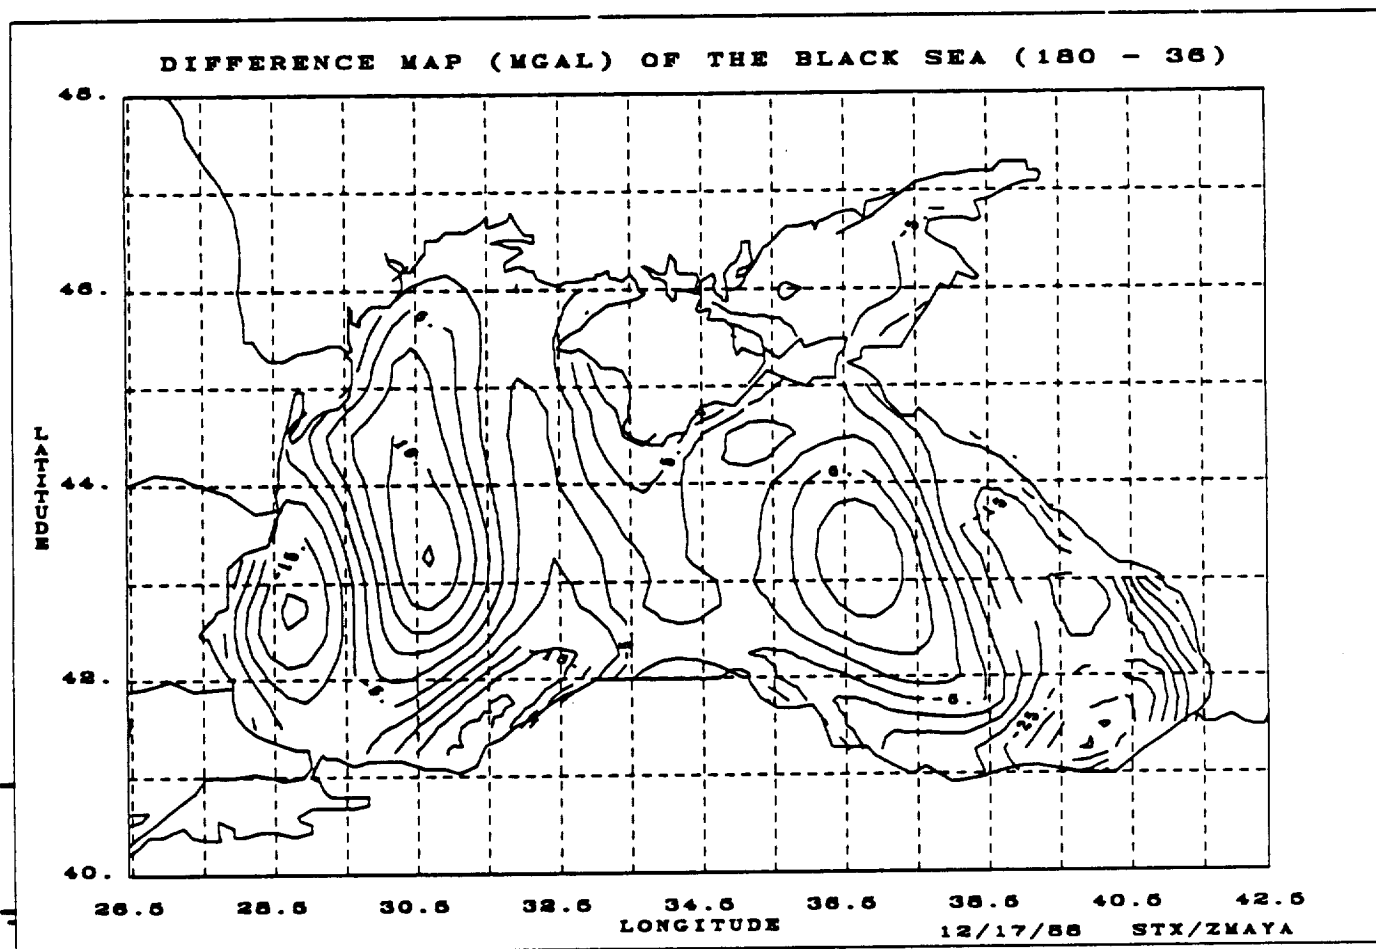 DIFFERENCE MAP (MGAL) OF THE BLACK SEA (180 - 36)
48.
46.
44.
42.
40.
LATITUDE
26.5 28.5 30.5 32.5 34.5 36.5 38.5 40.5 42.5
LONGITUDE
12/17/88 STX/ZMAYA